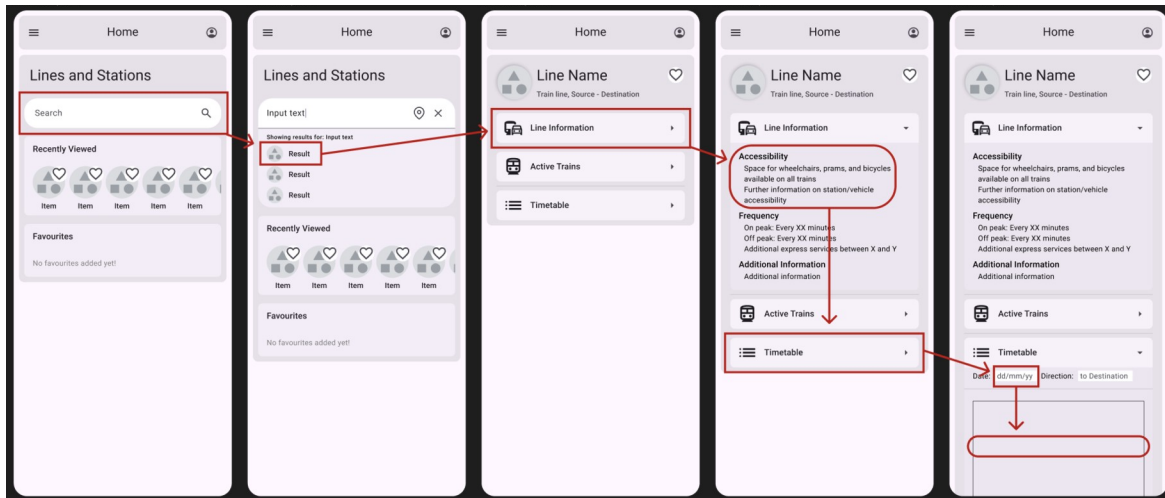 Home
Lines and Stations
Search
Recently Viewed
Item Item Item Item Item
Favourites
No favourites added yet!
Home
Lines and Stations
Input text
Showing results for: Input text
Result
Result
Result
Recently Viewed
Item Item Item Item Item
Favourites
No favourites added yet!
Home
Line Name
Train line, Source - Destination
Line Information
Active Trains
Timetable
Home
Line Name
Train line, Source - Destination
Line Information
Accessibility
Space for wheelchairs, prams, and bicycles
available on all trains
Further information on station/vehicle
accessibility
Frequency
On peak: Every XX minutes
Off peak: Every XX minutes
Additional express services between X and Y
Additional Information
Additional information
Active Trains
Timetable
Home
Line Name
Train line, Source - Destination
Line Information
Accessibility
Space for wheelchairs, prams, and bicycles
available on all trains
Further information on station/vehicle
accessibility
Frequency
On peak: Every XX minutes
Off peak: Every XX minutes
Additional express services between X and Y
Additional Information
Additional information
Active Trains
Timetable
Date: dd/mm/yy Direction: to Destination